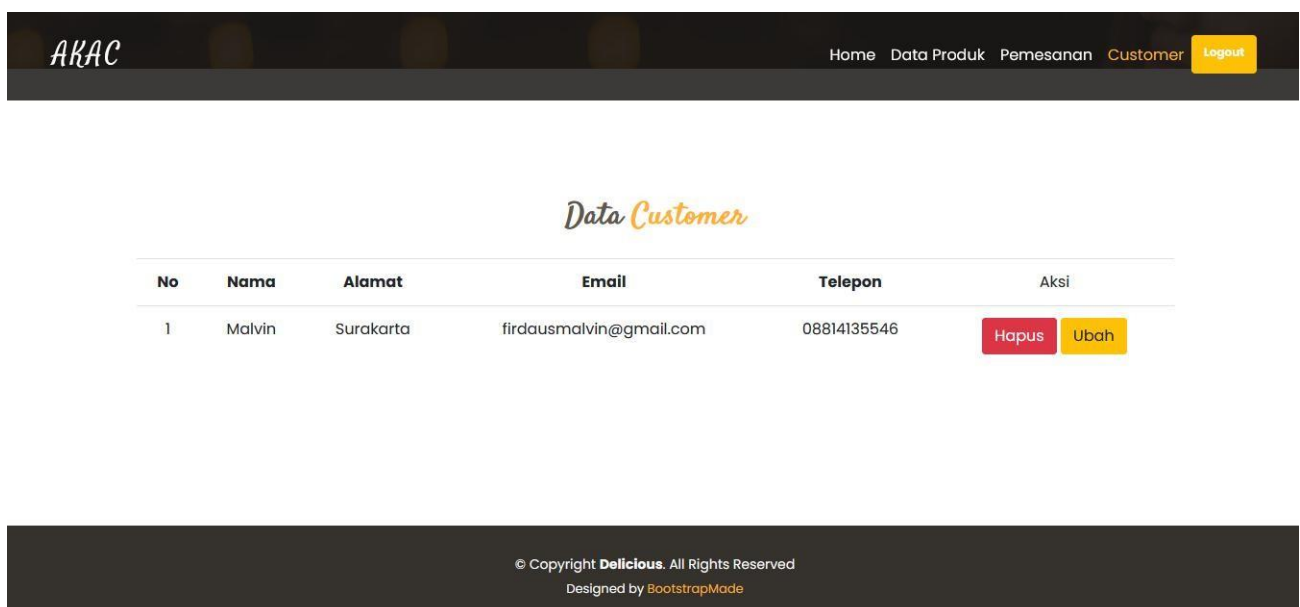 AKAC
Home Data Produk Pemesanan Customer Logout
Data Customer
No Nama Alamat Email Telepon Aksi
1 Malvin Surakarta firdausmalvin@gmail.com 08814135546 Hapus Ubah
© Copyright Delicious. All Rights Reserved
Designed by BootstrapMade